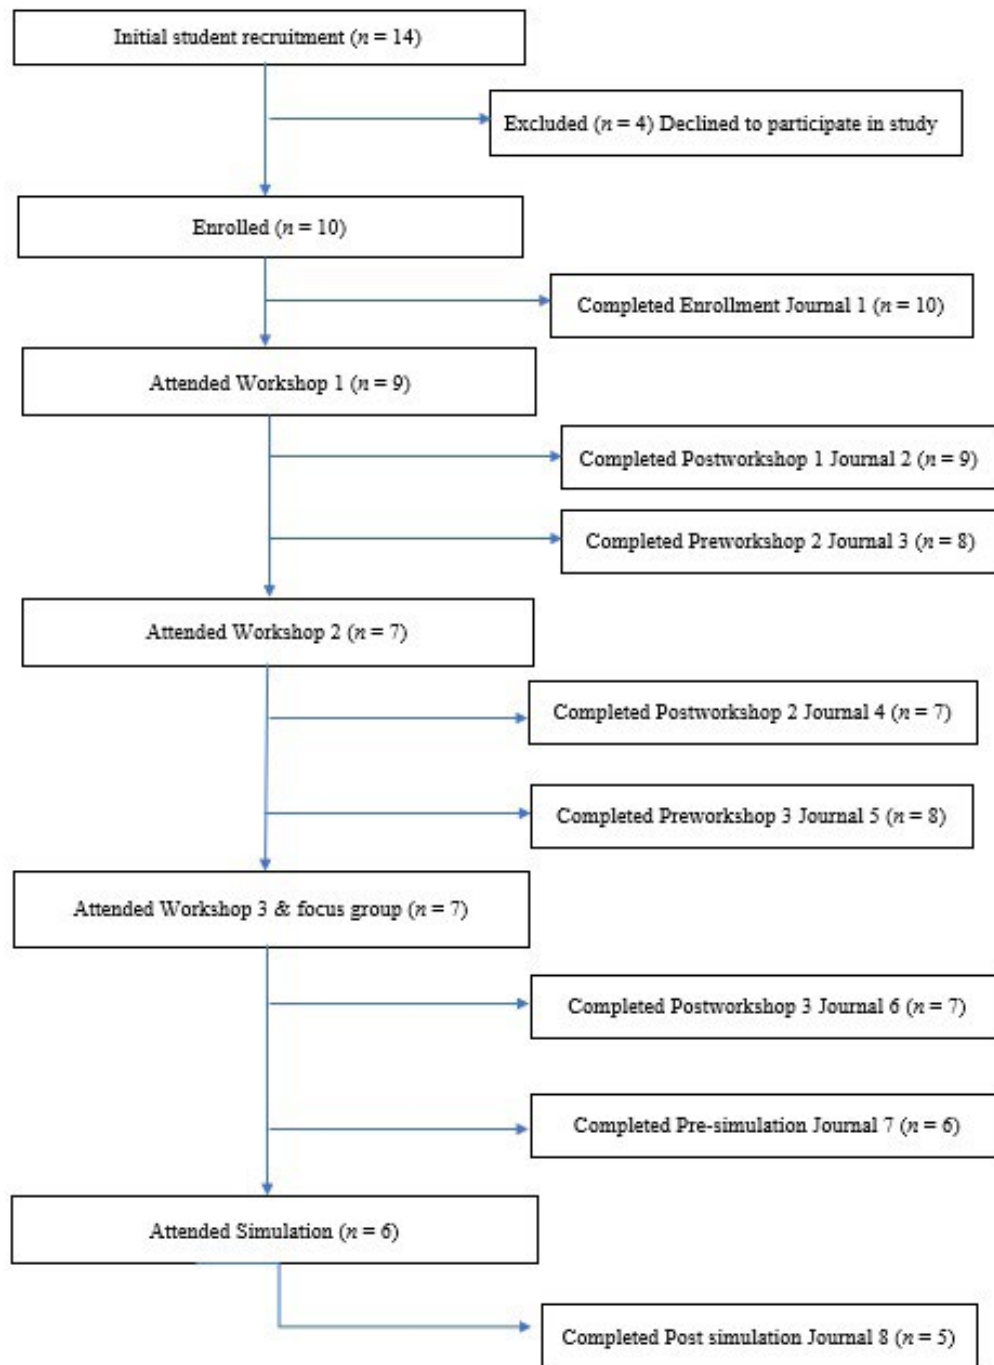 Initial student recruitment (n = 14)
Excluded (n = 4) Declined to participate in study
Enrolled (n = 10)
Completed Enrollment Journal 1 (n = 10)
Attended Workshop 1 (n = 9)
Completed Postworkshop 1 Journal 2 (n = 9)
Completed Preworkshop 2 Journal 3 (n = 8)
Attended Workshop 2 (n = 7)
Completed Postworkshop 2 Journal 4 (n = 7)
Completed Preworkshop 3 Journal 5 (n = 8)
Attended Workshop 3 & focus group (n = 7)
Completed Postworkshop 3 Journal 6 (n = 7)
Completed Pre-simulation Journal 7 (n = 6)
Attended Simulation (n = 6)
Completed Post simulation Journal 8 (n = 5)